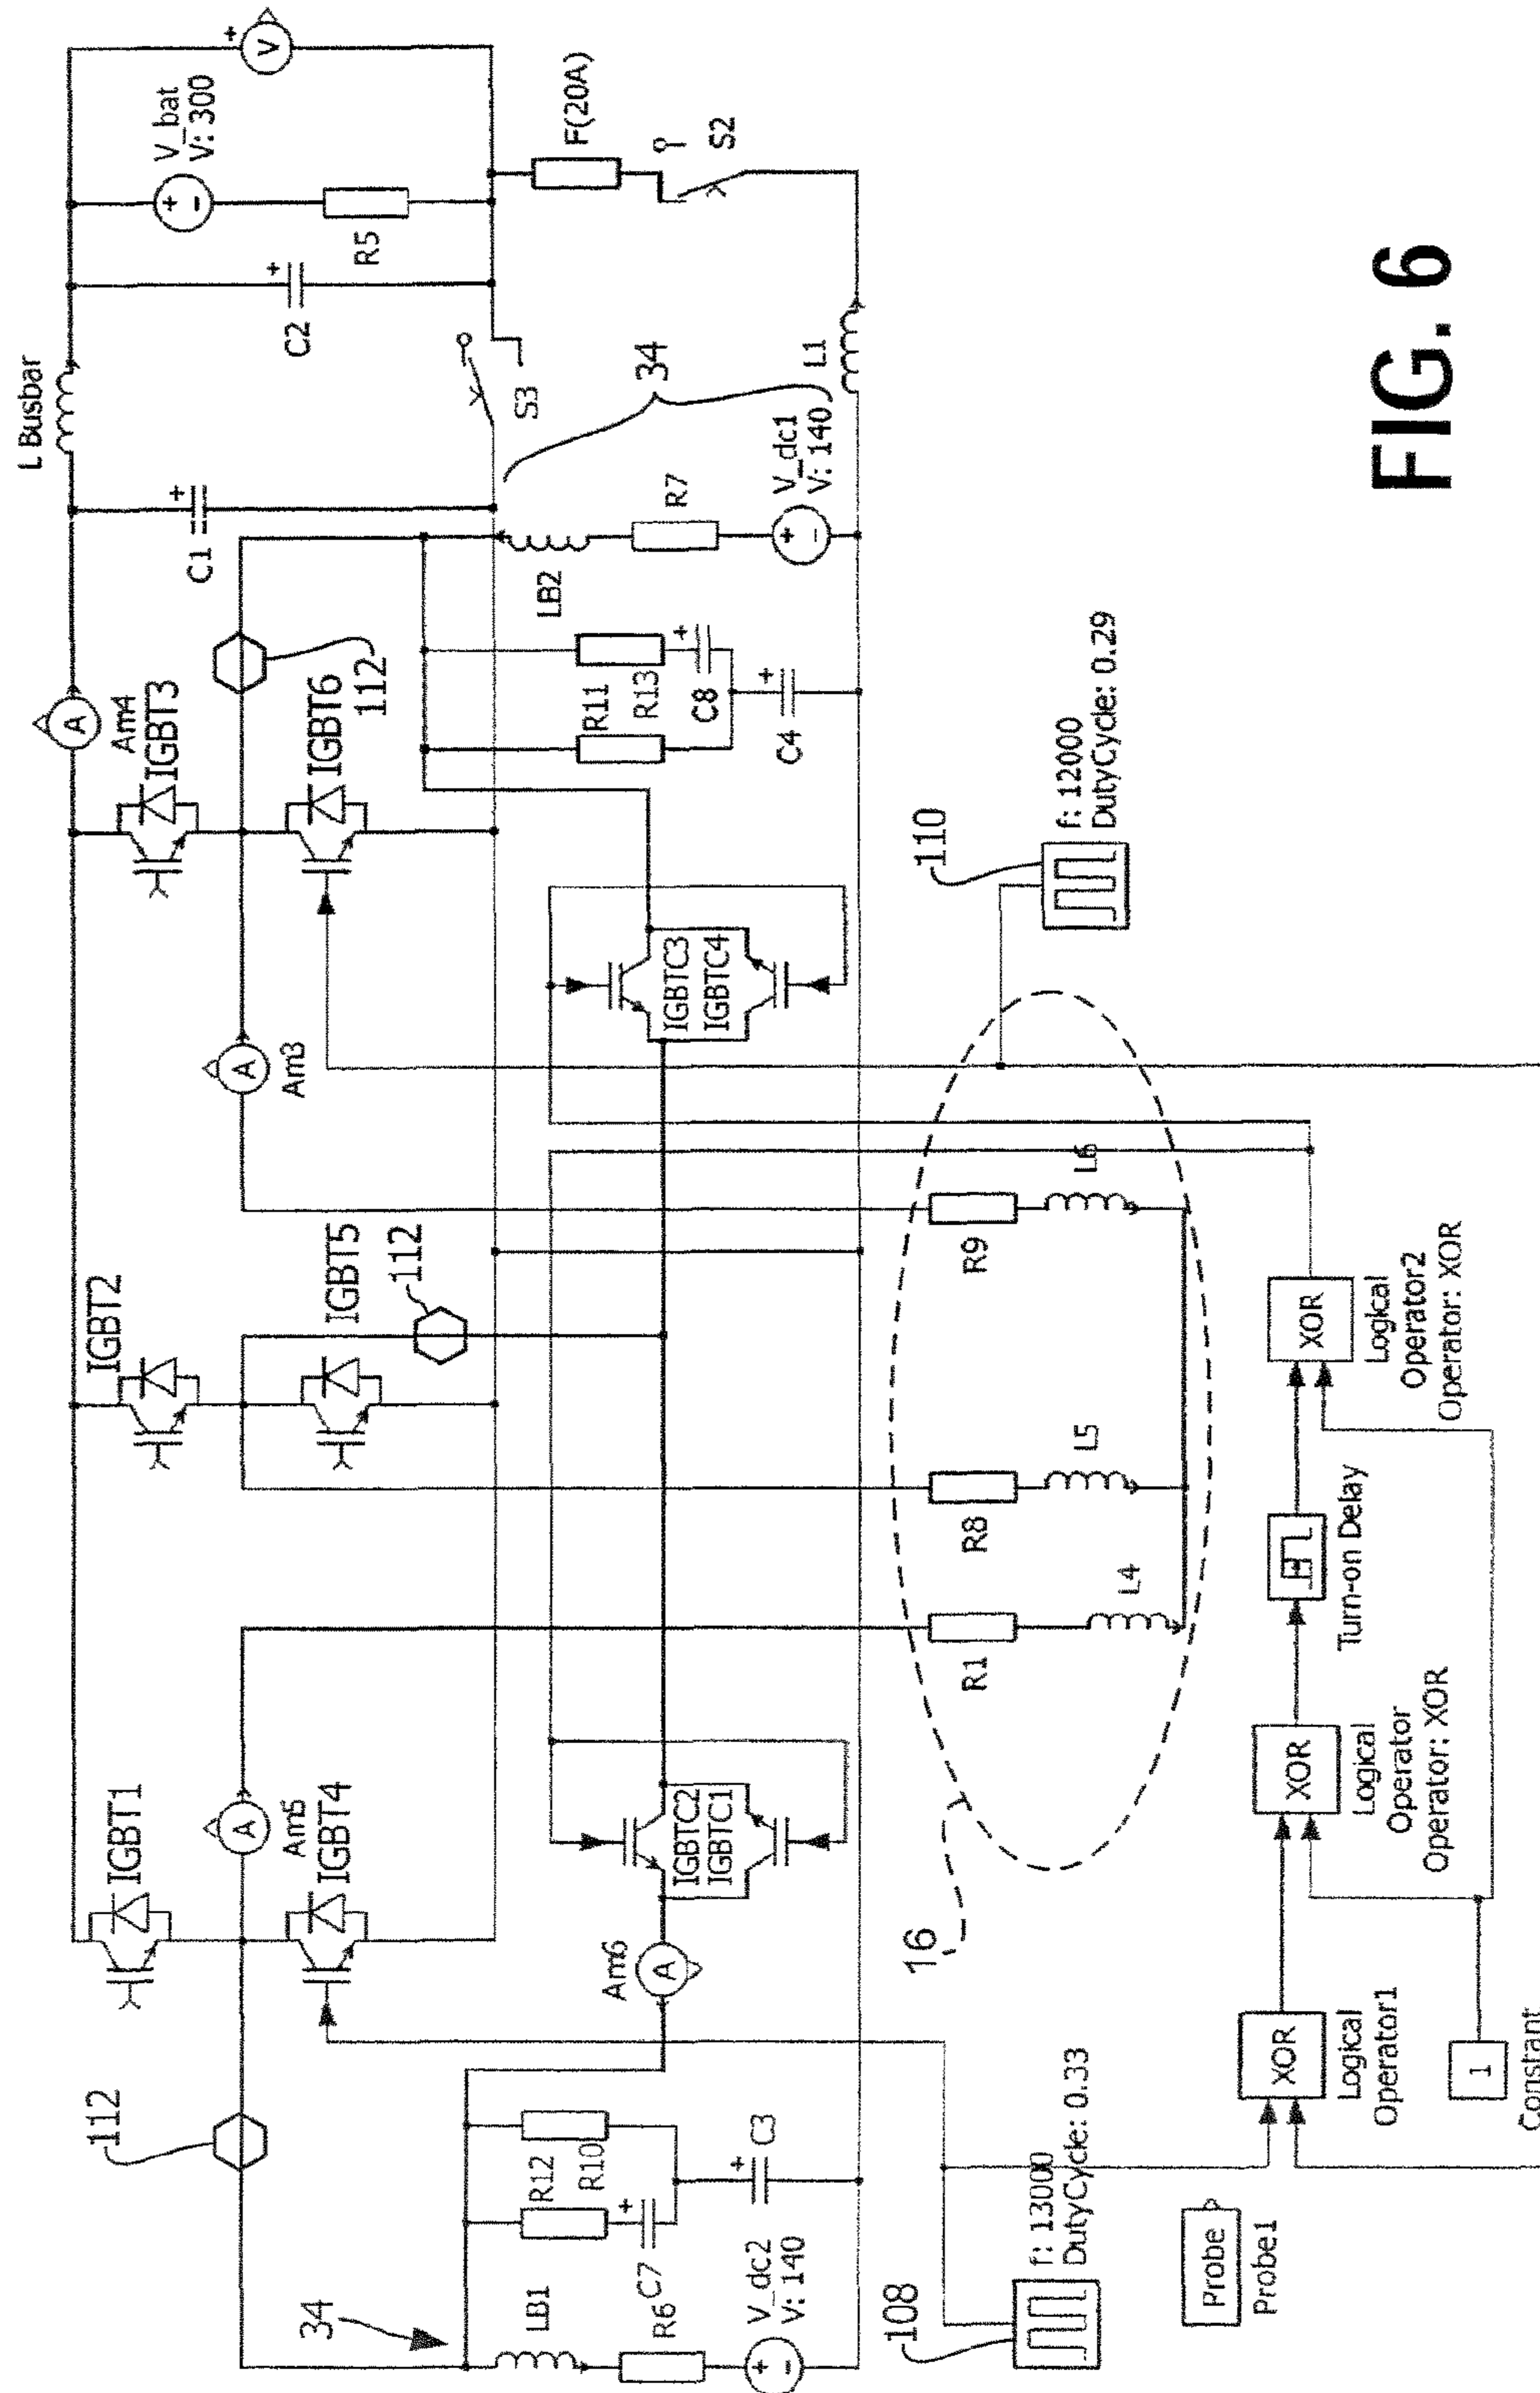 L Busbar
V_bat
V: 300
+
V
R5
C2
+
F(20A)
S2
S3
34
L1
V_dc1
V: 140
R7
LB2
C1
+
Am4
A
IGBT3
IGBT6
112
R11
R13
C8
+
C4
+
110
f: 12000
DutyCycle: 0.29
IGBTC3
IGBTC4
Am3
A
IGBT2
IGBT5
112
R9
L6
R8
L5
R1
L4
16
XOR
Logical
Operator2
Operator: XOR
Turn-on Delay
XOR
Logical
Operator
Operator: XOR
XOR
Logical
Operator1
1
Constant
IGBT1
Am5
A
IGBT4
IGBTC2
IGBTC1
Am6
A
112
R12
R10
C7
+
C3
+
34
LB1
R6
V_dc2
V: 140
108
f: 13000
DutyCycle: 0.33
Probe
Probe1
FIG. 6